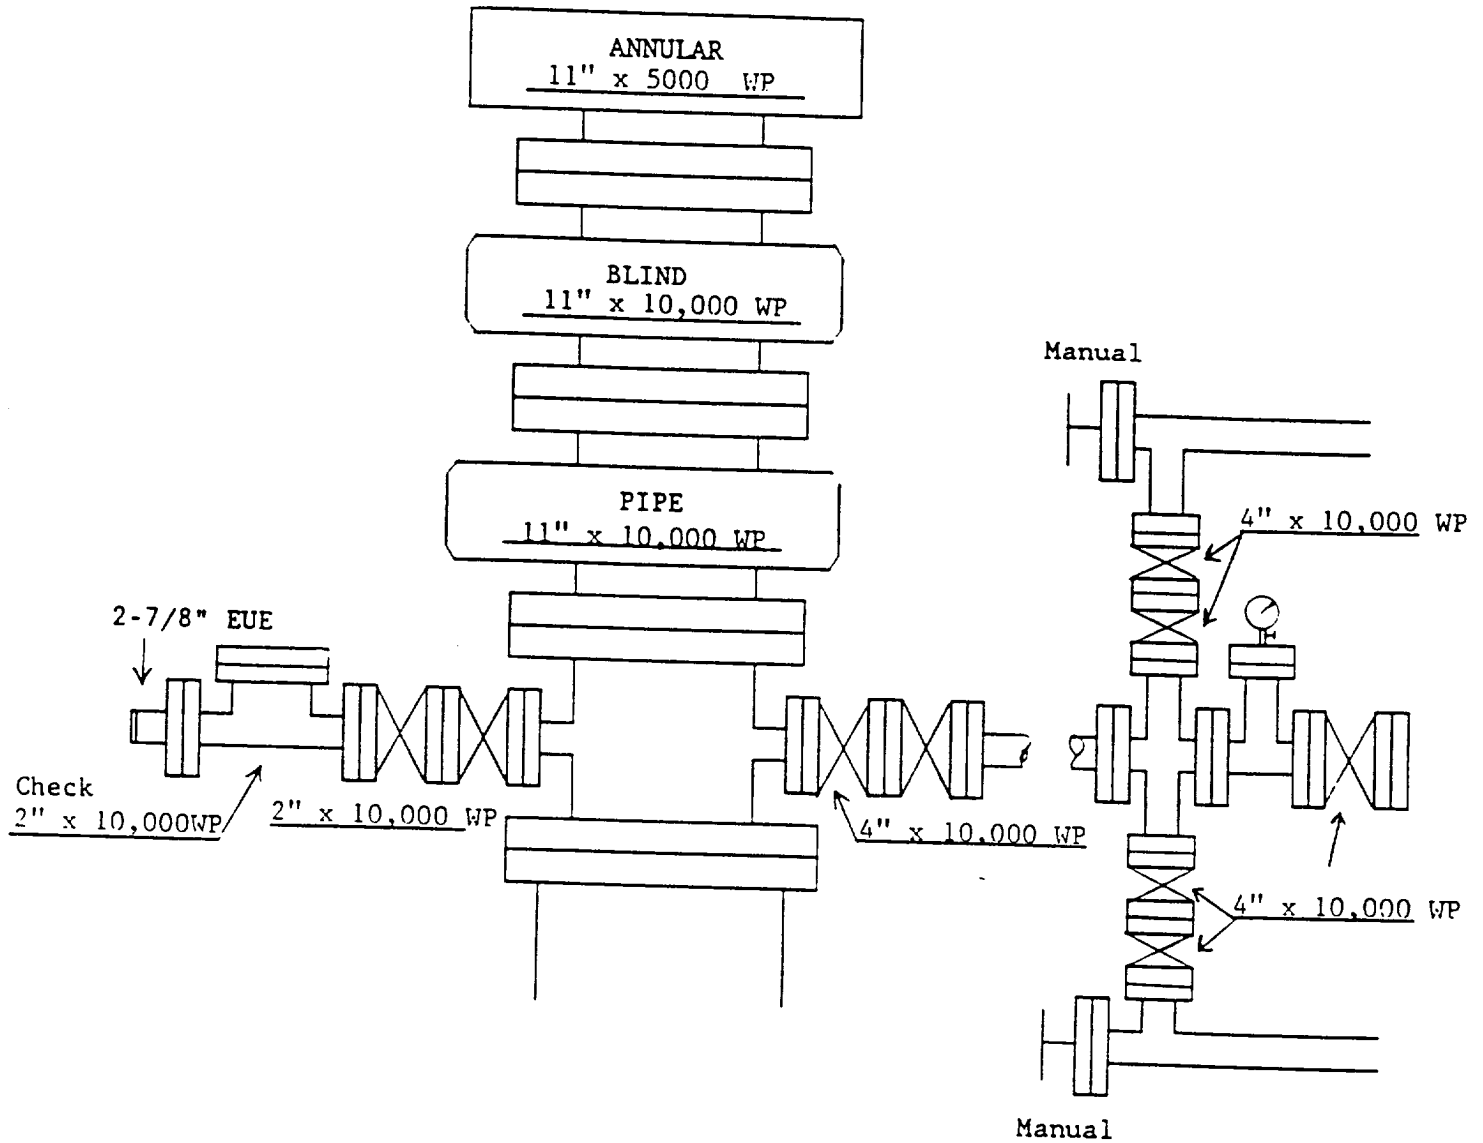 ANNULAR
11" x 5000 WP
BLIND
11" x 10,000 WP
Manual
PIPE
11" x 10,000 WP
4" x 10,000 WP
2-7/8" EUE
Check
2" x 10,000WP
2" x 10,000 WP
4" x 10,000 WP
4" x 10,000 WP
Manual